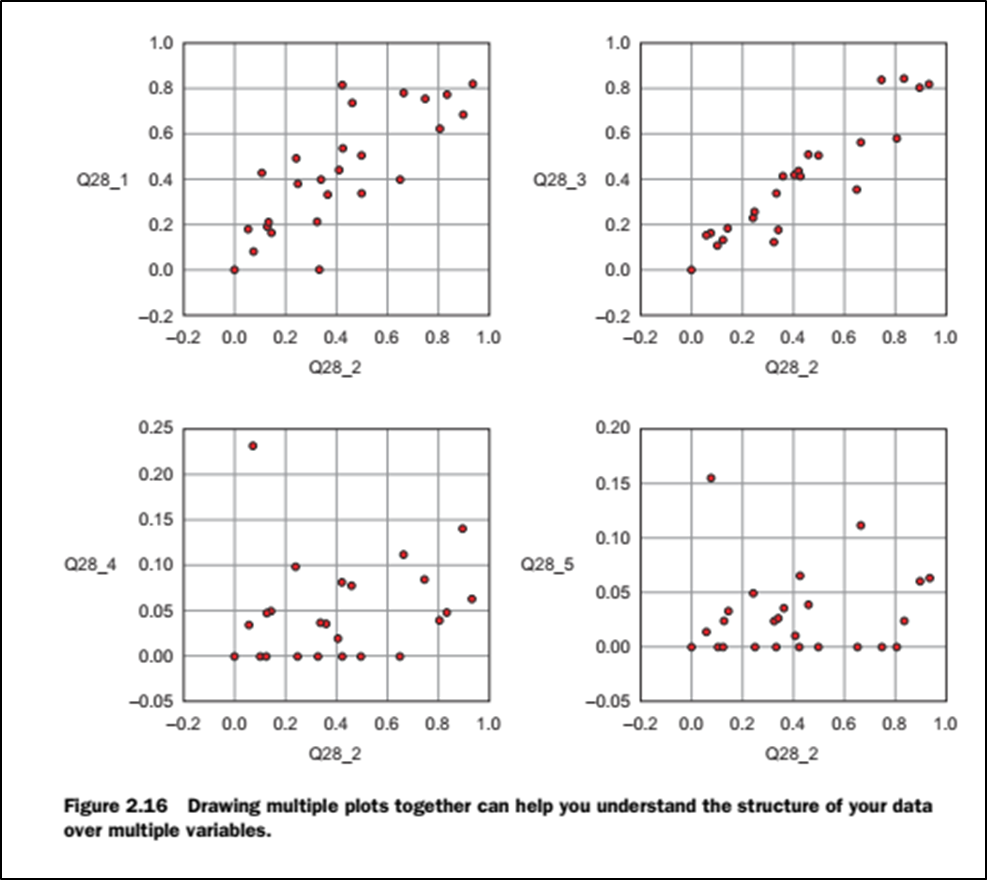 1.0
0.8
0.6
Q28_1
0.4
0.2
0.0
–0.2
–0.2 0.0 0.2 0.4 0.6 0.8 1.0
Q28_2
1.0
0.8
0.6
Q28_3
0.4
0.2
0.0
–0.2
–0.2 0.0 0.2 0.4 0.6 0.8 1.0
Q28_2
0.25
0.20
0.15
Q28_4
0.10
0.05
0.00
–0.05
–0.2 0.0 0.2 0.4 0.6 0.8 1.0
Q28_2
0.20
0.15
0.10
Q28_5
0.05
0.00
–0.05
–0.2 0.0 0.2 0.4 0.6 0.8 1.0
Q28_2
Figure 2.16 Drawing multiple plots together can help you understand the structure of your data
over multiple variables.